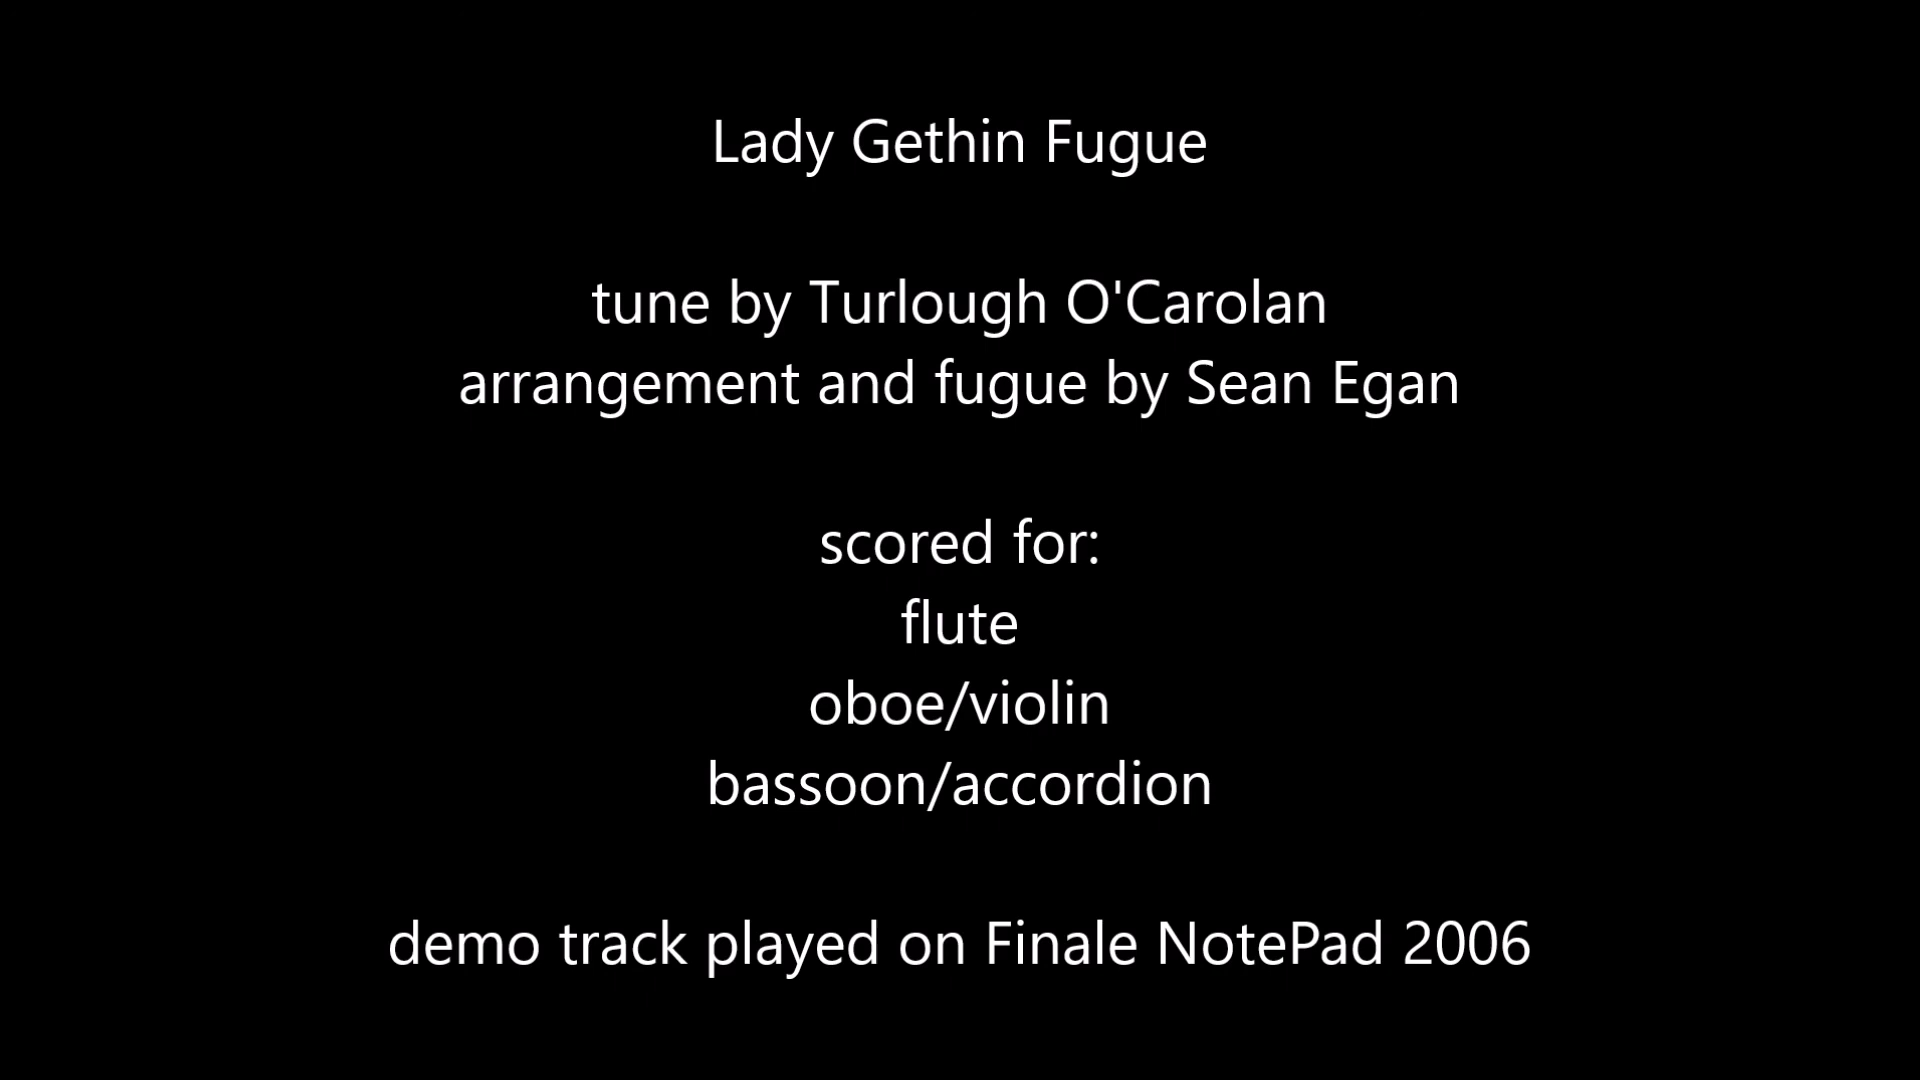 Lady Gethin Fugue
tune by Turlough O'Carolan
arrangement and fugue by Sean Egan
scored for:
flute
oboe/violin
bassoon/accordion
demo track played on Finale NotePad 2006